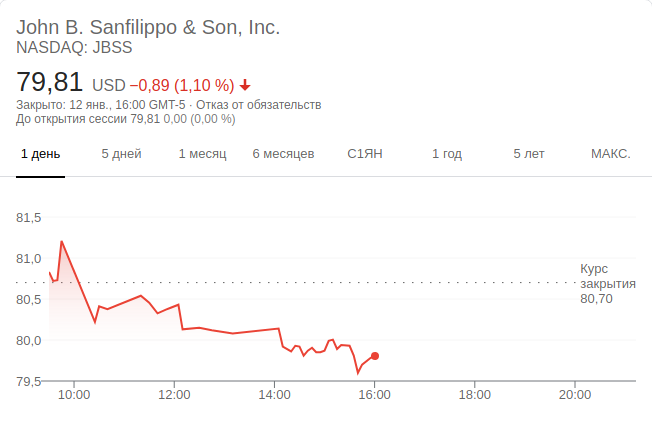 John B. Sanfilippo & Son, Inc.
NASDAQ: JBSS
79,81 USD −0,89 (1,10 %)
Закрыто: 12 янв., 16:00 GMT-5 · Отказ от обязательств
До открытия сессии 79,81 0,00 (0,00 %)
1 день 5 дней 1 месяц 6 месяцев С1ЯН 1 год 5 лет МАКС.
81,5
81,0
Курс
закрытия
80,70
80,5
80,0
79,5
10:00 12:00 14:00 16:00 18:00 20:00